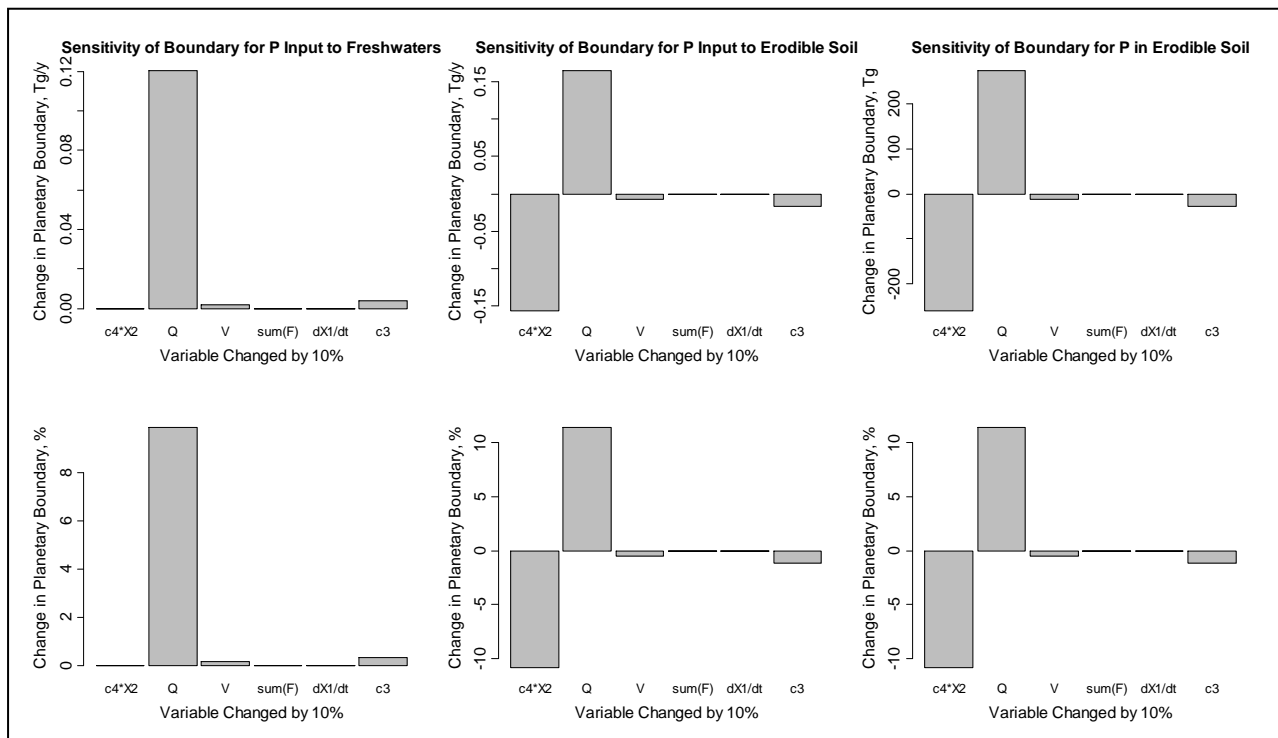 Sensitivity of Boundary for P Input to Freshwaters
Change in Planetary Boundary, Tg/y
0.12
0.08
0.04
0.00
c4*X2 Q V sum(F) dX1/dt c3
Variable Changed by 10%
Sensitivity of Boundary for P Input to Erodible Soil
Change in Planetary Boundary, Tg/y
0.15
0.05
-0.05
-0.15
c4*X2 Q V sum(F) dX1/dt c3
Variable Changed by 10%
Sensitivity of Boundary for P in Erodible Soil
Change in Planetary Boundary, Tg
200
100
0
-200
c4*X2 Q V sum(F) dX1/dt c3
Variable Changed by 10%
Change in Planetary Boundary, %
8
6
4
2
0
c4*X2 Q V sum(F) dX1/dt c3
Variable Changed by 10%
Change in Planetary Boundary, %
10
5
0
-5
-10
c4*X2 Q V sum(F) dX1/dt c3
Variable Changed by 10%
Change in Planetary Boundary, %
10
5
0
-5
-10
c4*X2 Q V sum(F) dX1/dt c3
Variable Changed by 10%